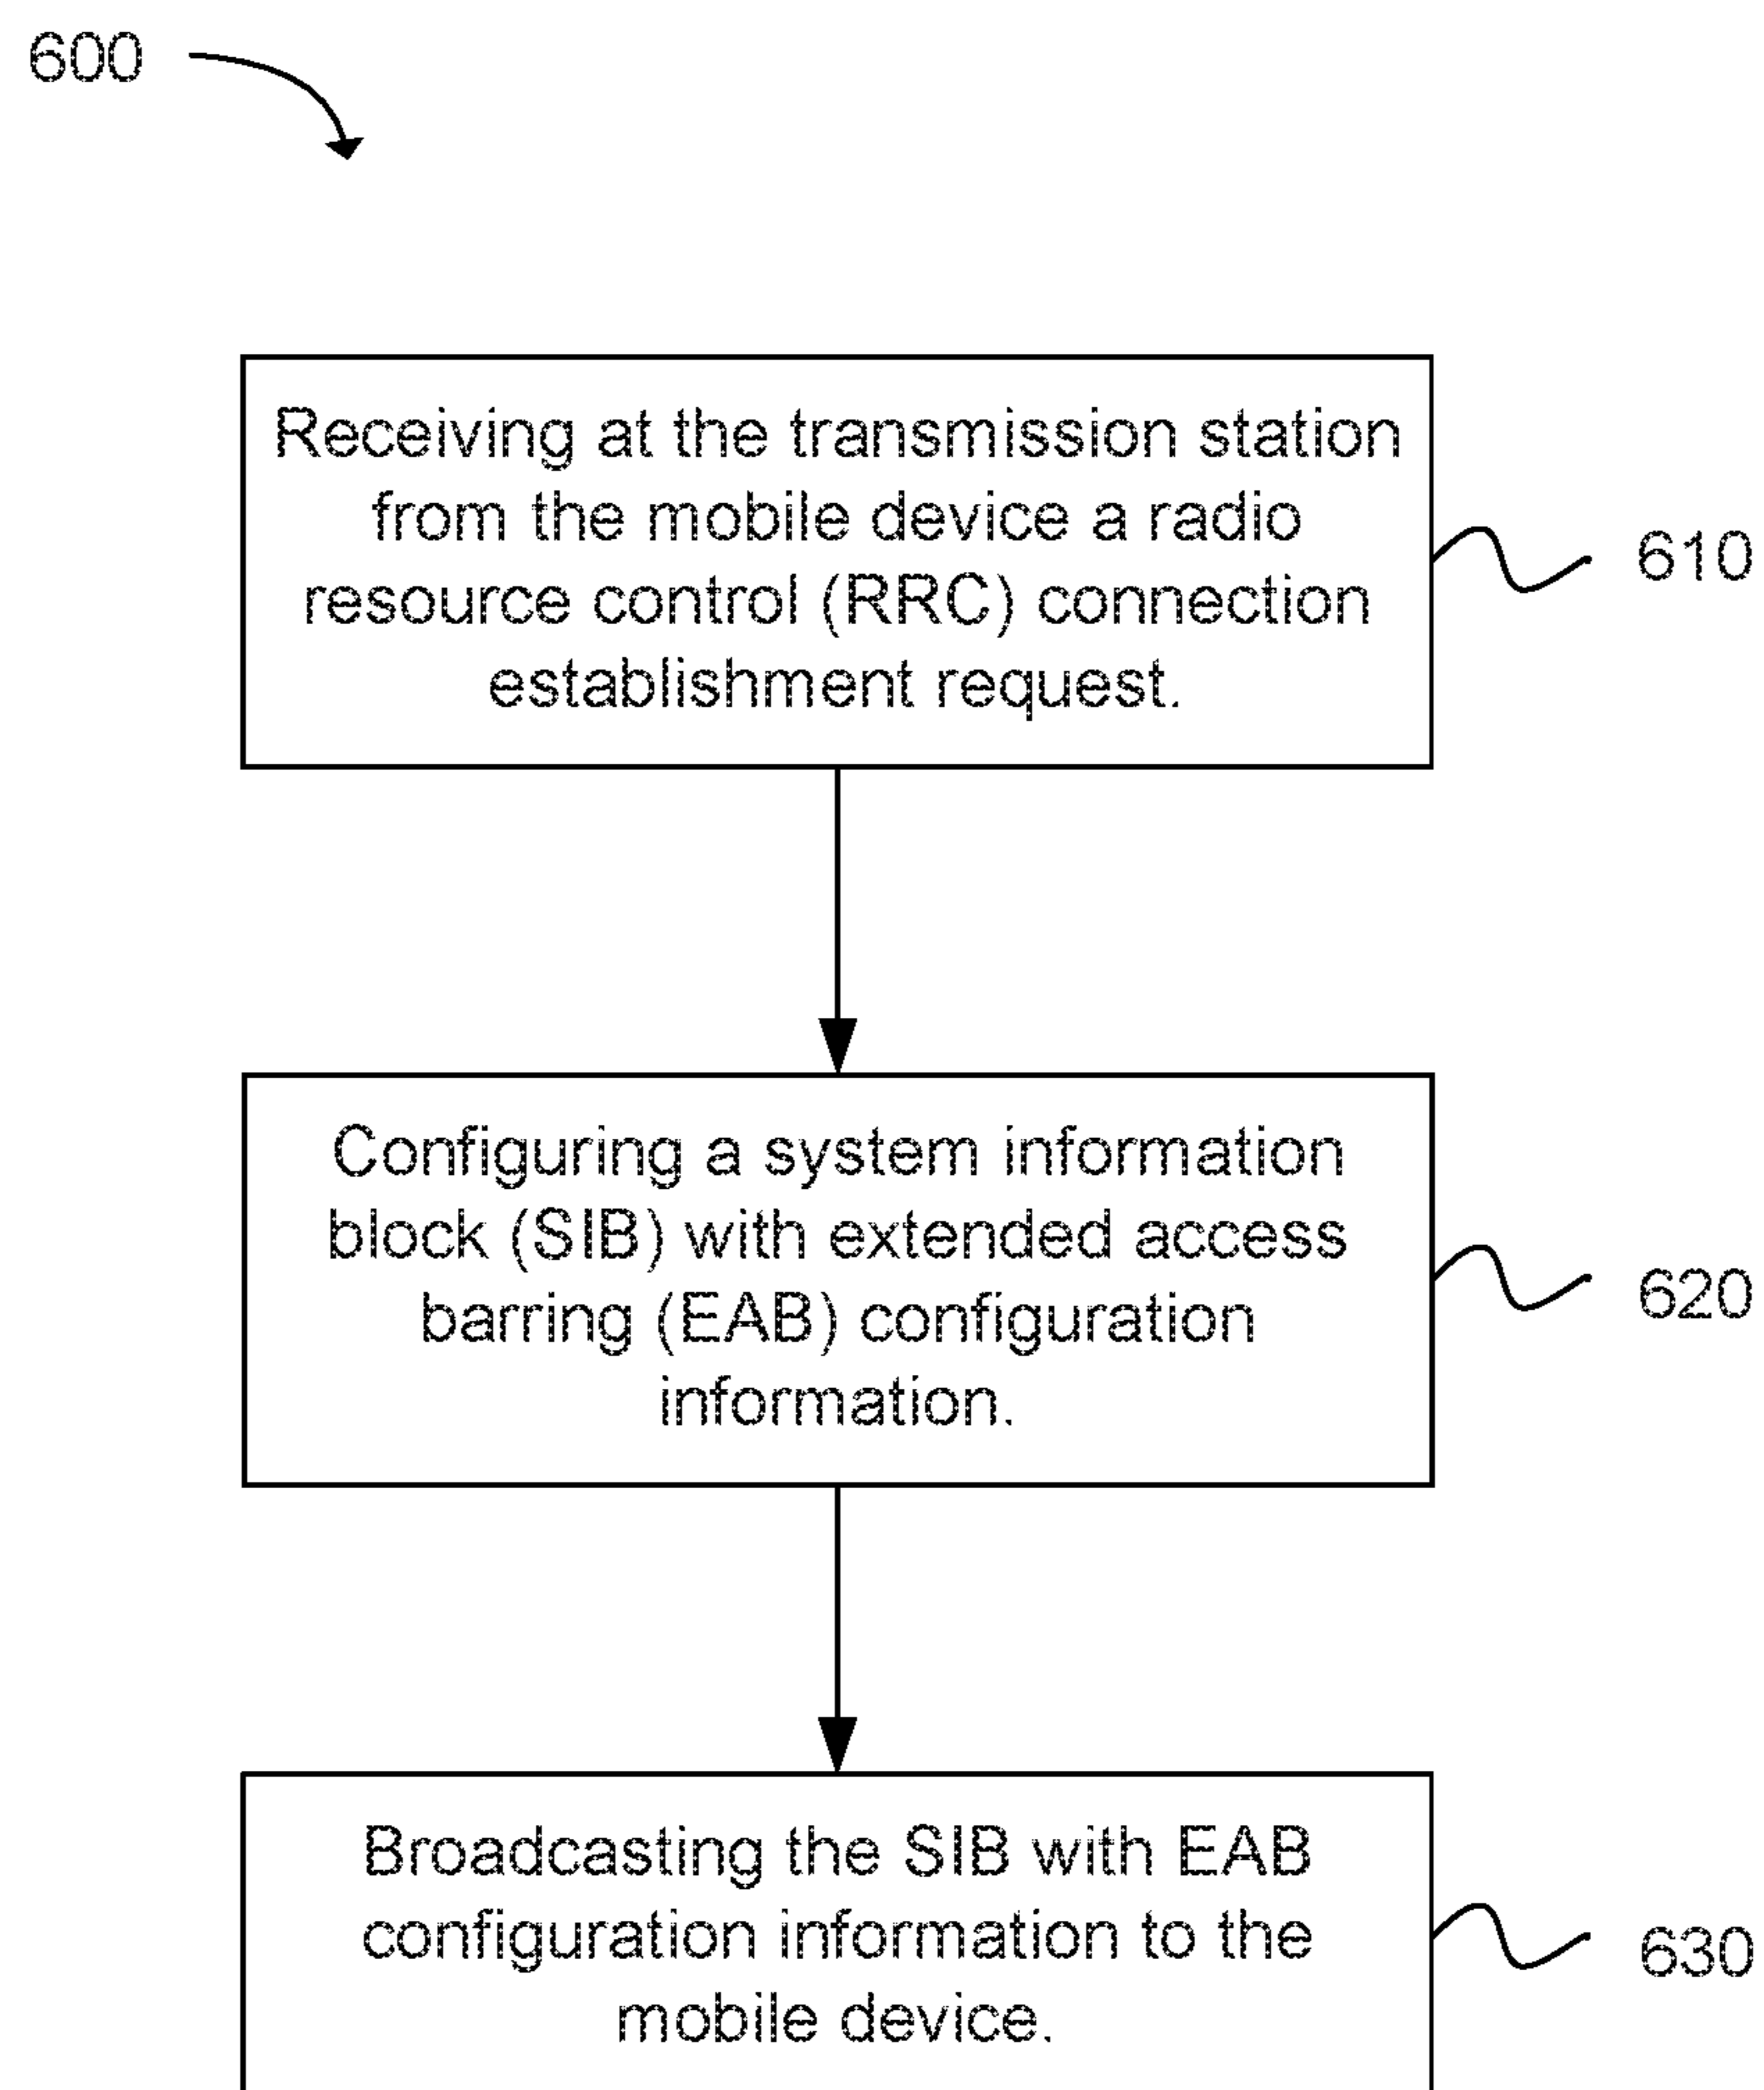 600
Receiving at the transmission station
from the mobile device a radio
resource control (RRC) connection
establishment request.
610
Configuring a system information
block (SIB) with extended access
barring (EAB) configuration
information.
620
Broadcasting the SIB with EAB
configuration information to the
mobile device.
630